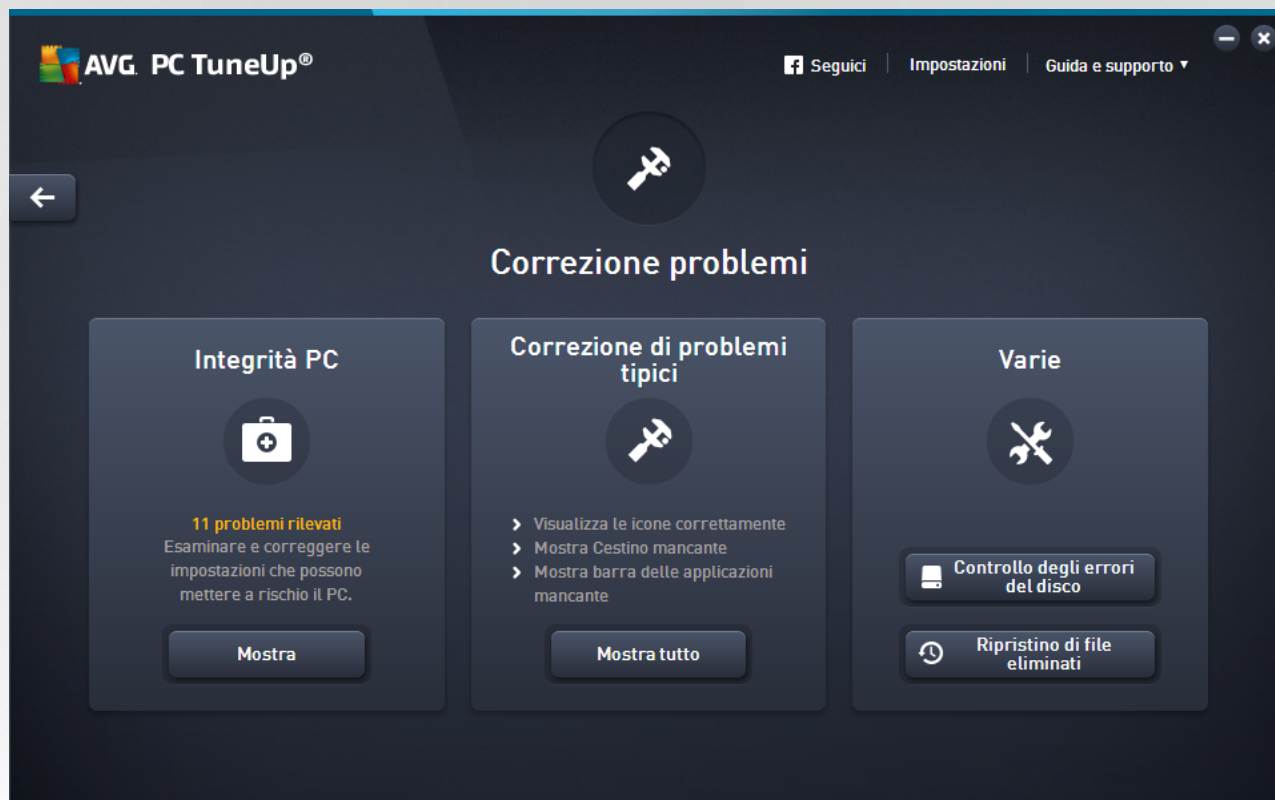 AVG. PC TuneUp®
Seguici
Impostazioni
Guida e supporto
Correzione problemi
Integrità PC
11 problemi rilevati
Esaminare e correggere le
impostazioni che possono
mettere a rischio il PC.
Mostra
Correzione di problemi
tipici
Visualizza le icone correttamente
Mostra Cestino mancante
Mostra barra delle applicazioni
mancante
Mostra tutto
Varie
Controllo degli errori
del disco
Ripristino di file
eliminati